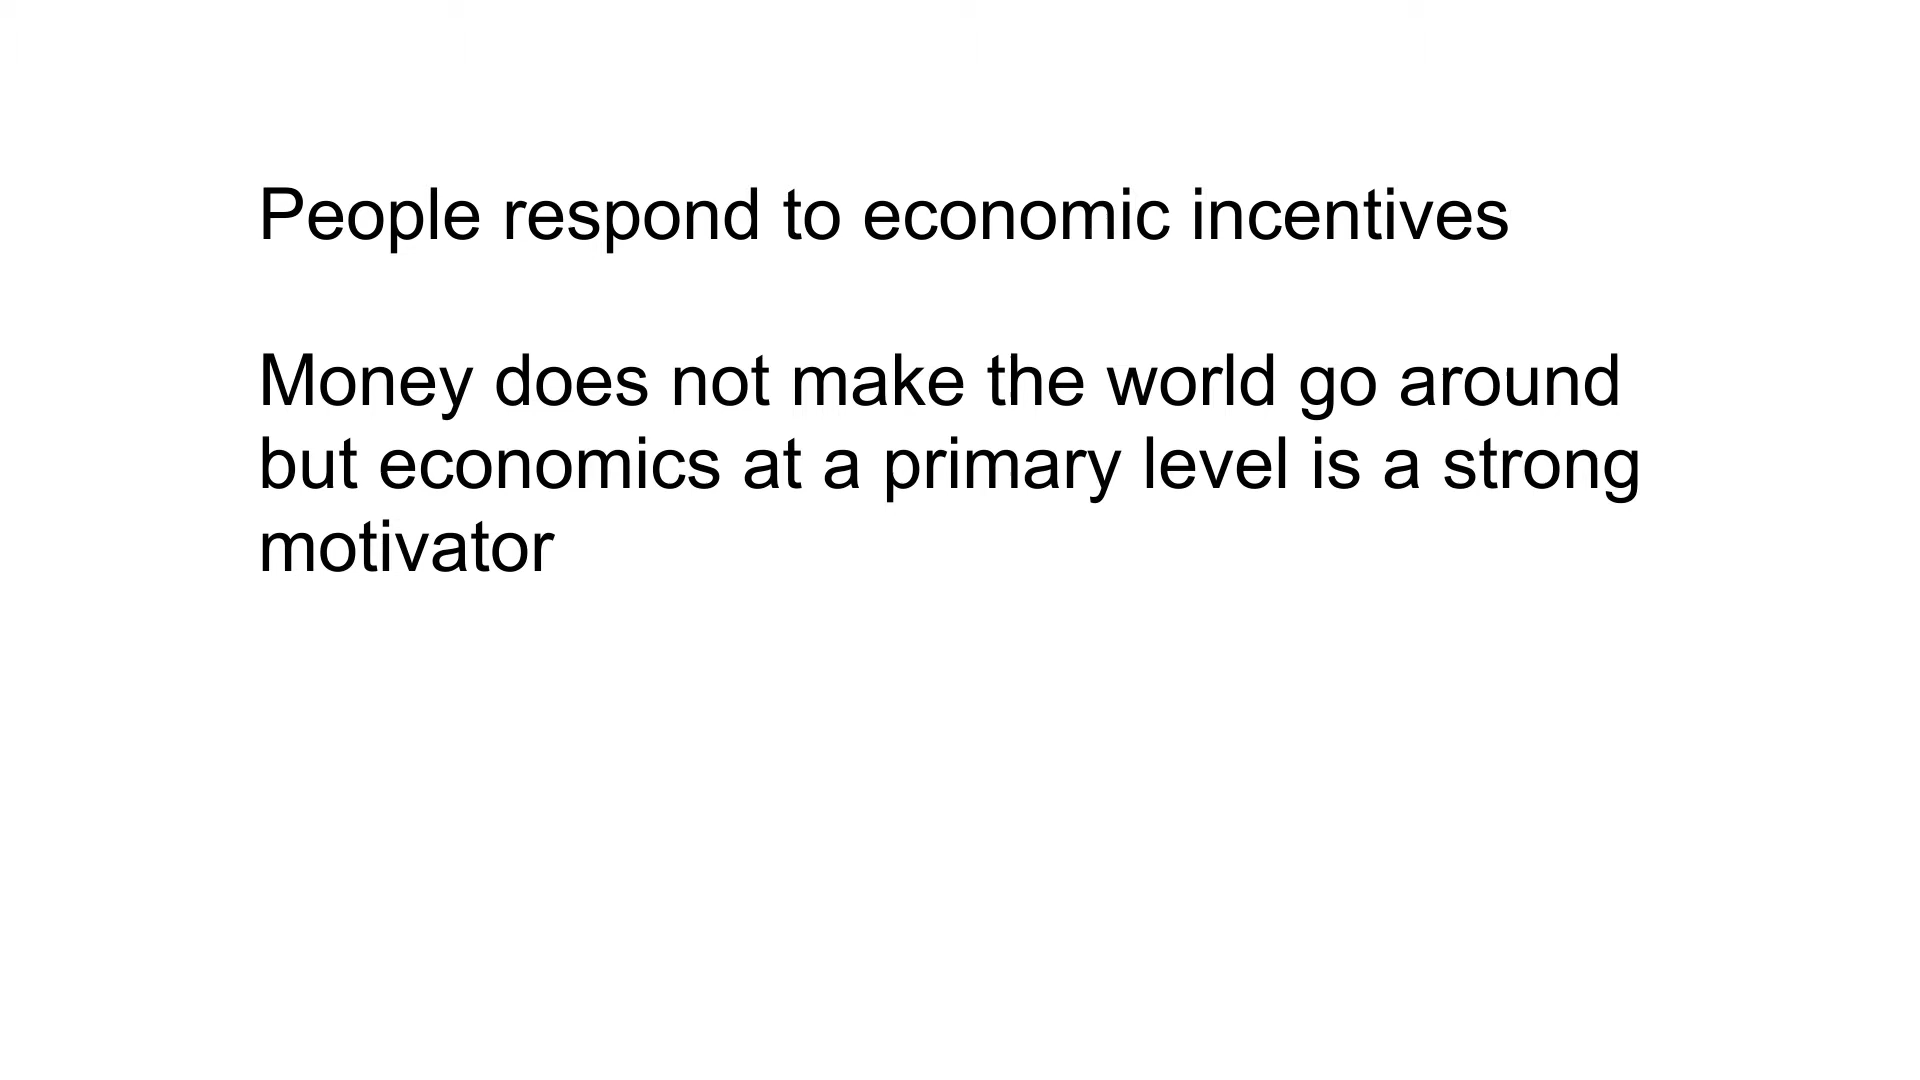 People respond to economic incentives
Money does not make the world go around
but economics at a primary level is a strong
motivator